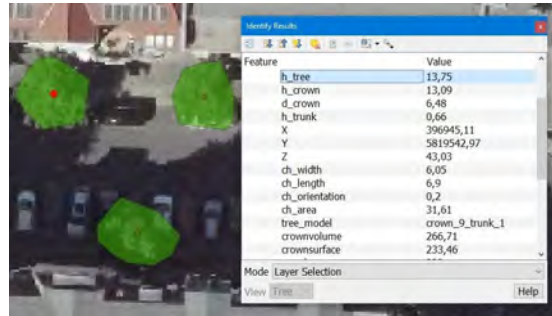 Identify Results
Feature Value
h_tree 13,75
h_crown 13,09
d_crown 6,48
h_trunk 0,66
X 396945,11
Y 5819542,97
Z 43,03
ch_width 6,05
ch_length 6,9
ch_orientation 0,2
ch_area 31,61
tree_model crown_9_trunk_1
crownvolume 266,71
crownsurface 233,46
Mode Layer Selection
View Tree Help